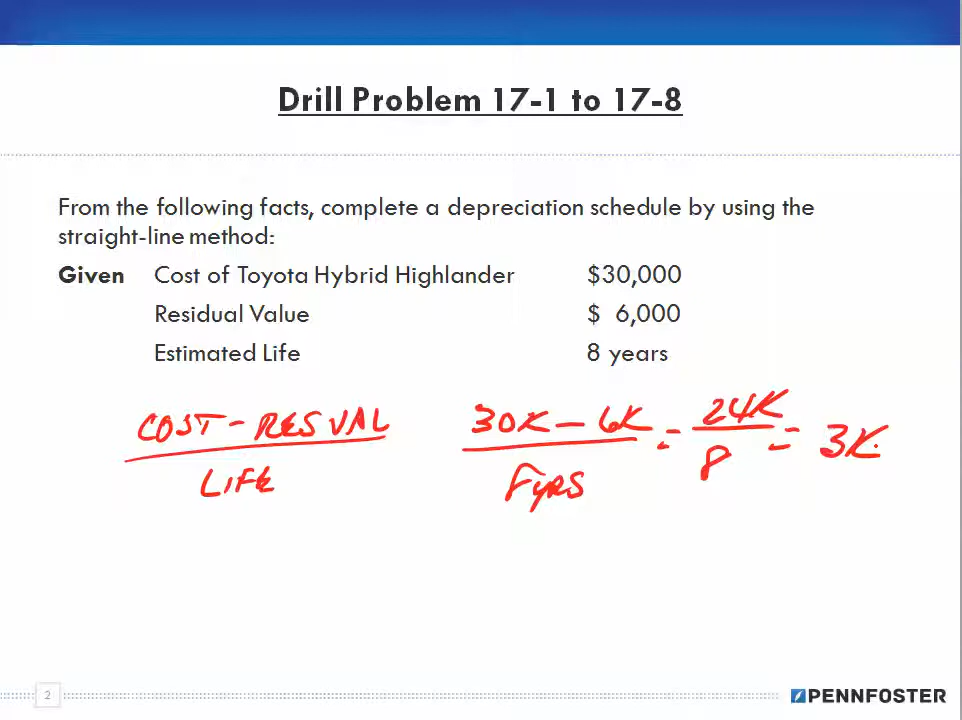 Drill Problem 17-1 to 17-8
From the following facts, complete a depreciation schedule by using the
straight-line method:
Given Cost of Toyota Hybrid Highlander $30,000
Residual Value $ 6,000
Estimated Life 8 years
COST - RES VAL
LIFE
30K - 6K
8 YRS
= 24K
8
= 3K
2
PENNFOSTER